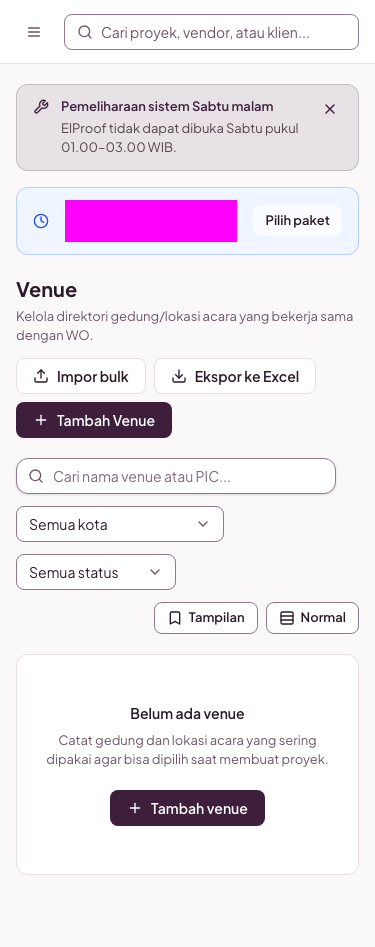 Cari proyek, vendor, atau klien...
Pemeliharaan sistem Sabtu malam
ElProof tidak dapat dibuka Sabtu pukul
01.00–03.00 WIB.
Pilih paket
Venue
Kelola direktori gedung/lokasi acara yang bekerja sama
dengan WO.
Impor bulk
Ekspor ke Excel
Tambah Venue
Cari nama venue atau PIC...
Semua kota
Semua status
Tampilan
Normal
Belum ada venue
Catat gedung dan lokasi acara yang sering
dipakai agar bisa dipilih saat membuat proyek.
Tambah venue